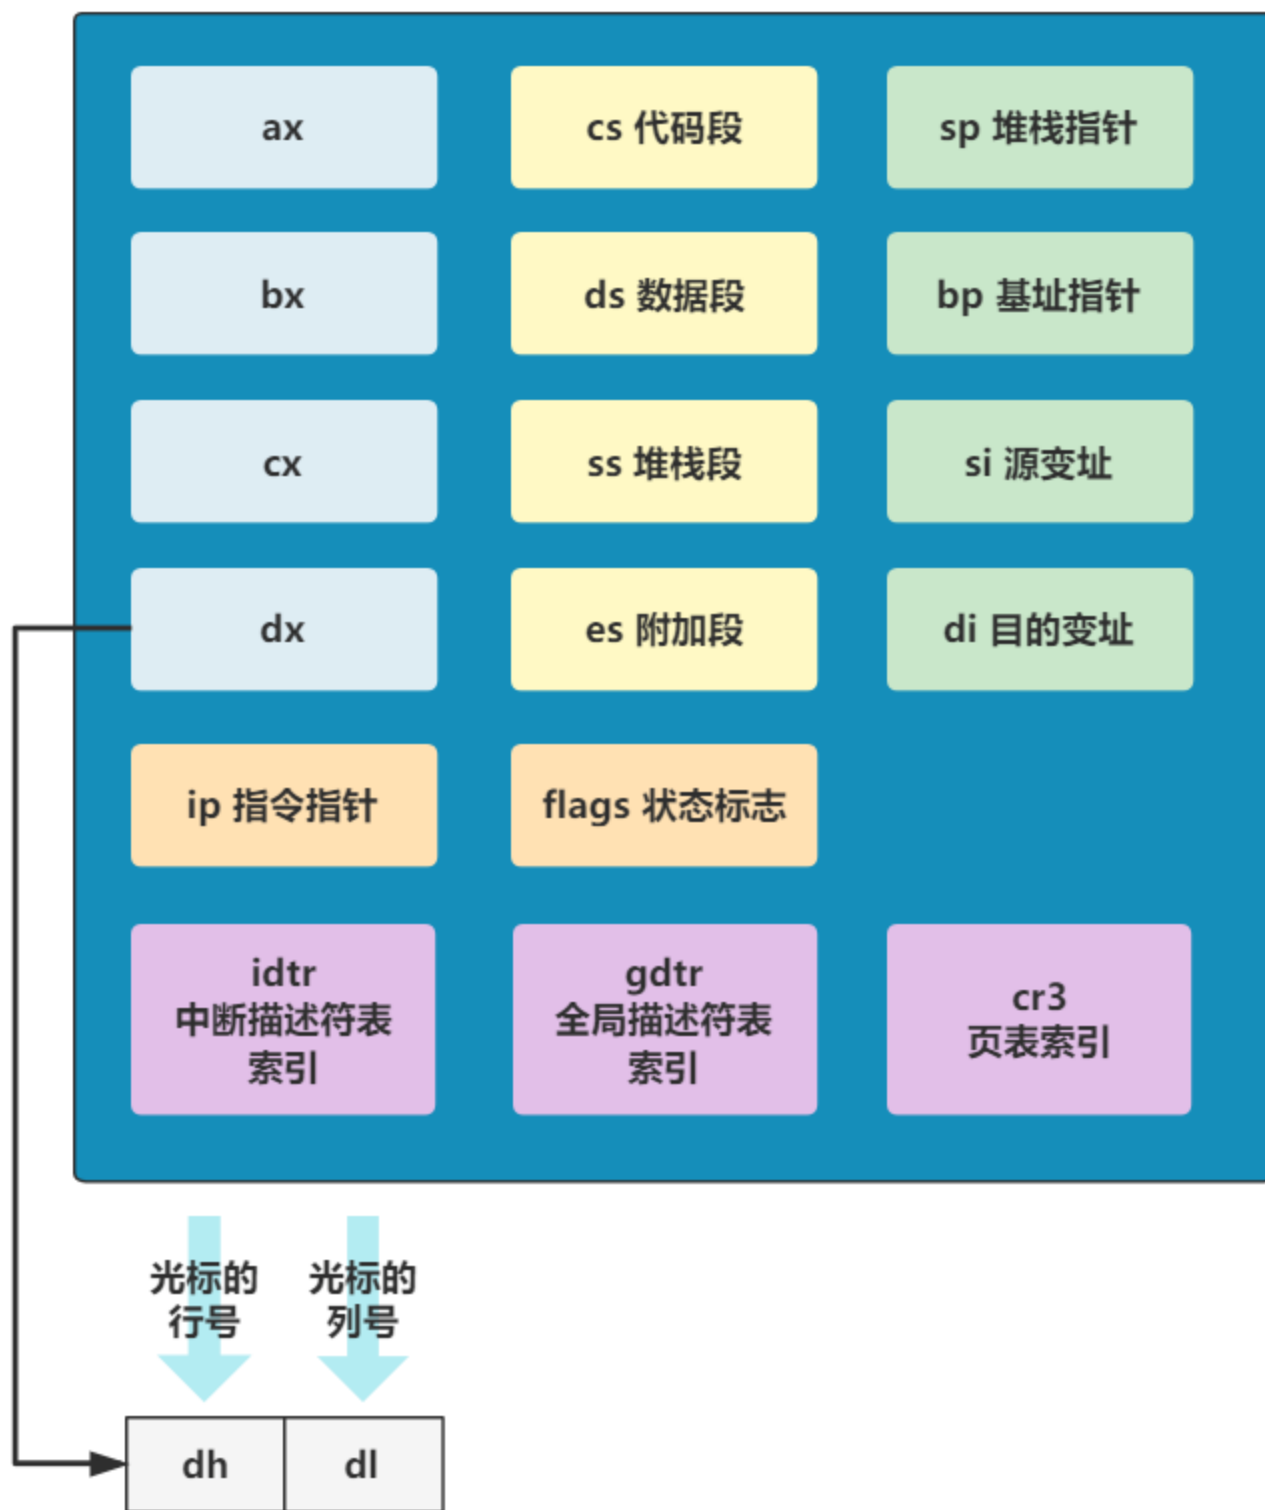 ax
cs 代码段
sp 堆栈指针
bx
ds 数据段
bp 基址指针
cx
ss 堆栈段
si 源变址
dx
es 附加段
di 目的变址
ip 指令指针
flags 状态标志
idtr
中断描述符表
索引
gdtr
全局描述符表
索引
cr3
页表索引
光标的
行号
光标的
列号
dh
dl